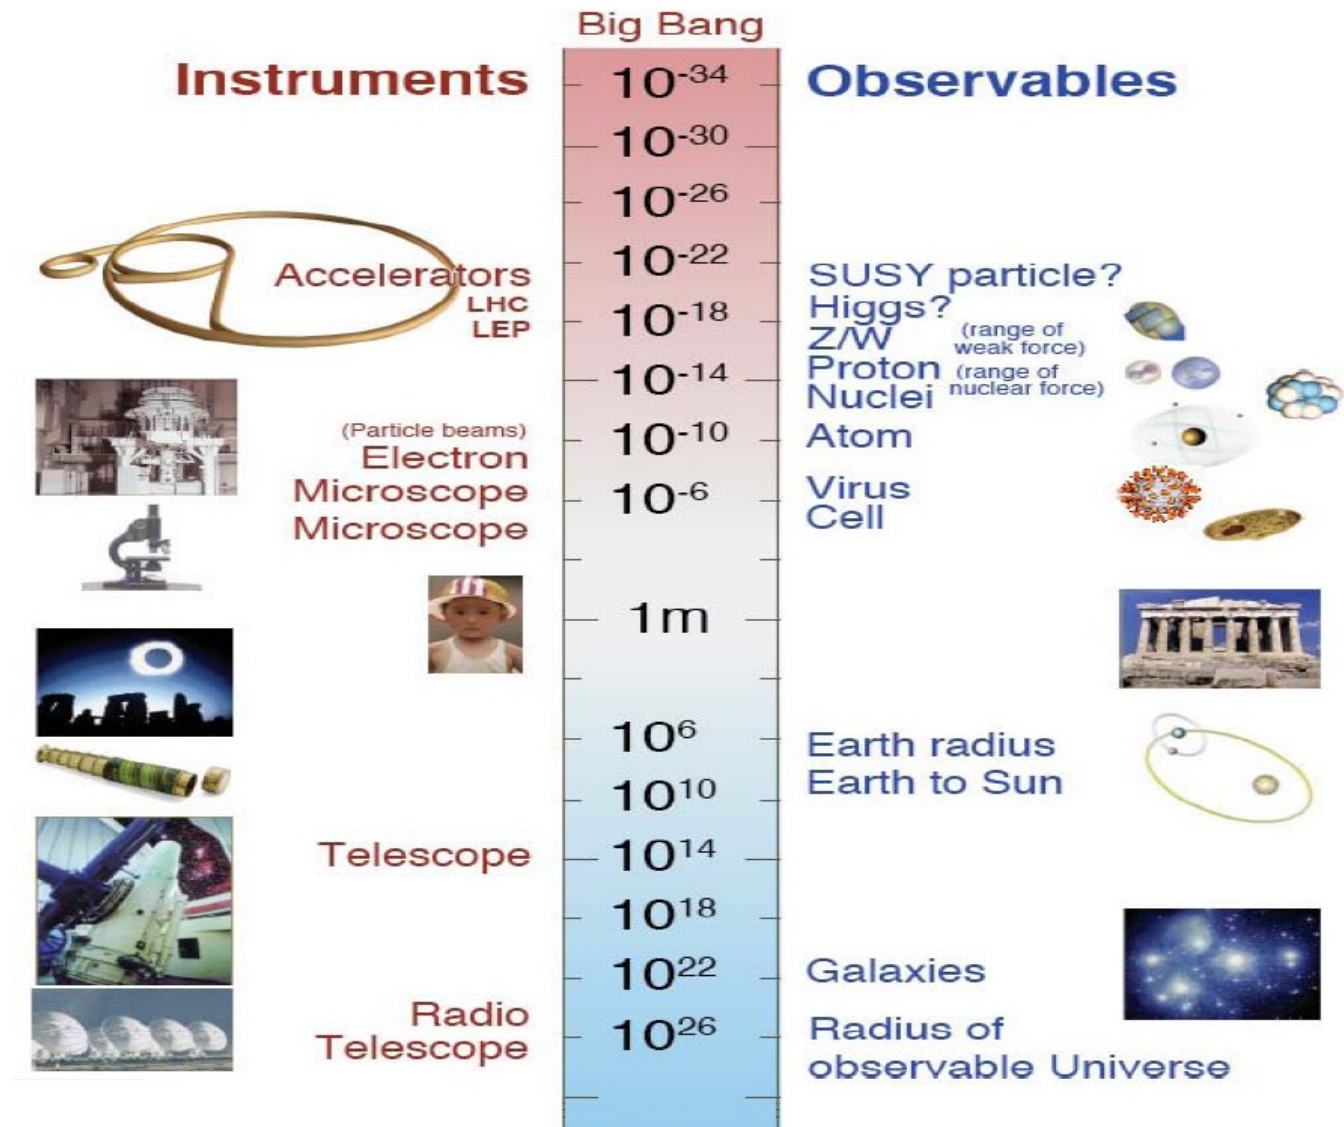 Big Bang
Instruments
Observables
10⁻³⁴
10⁻³⁰
10⁻²⁶
10⁻²²
10⁻¹⁸
10⁻¹⁴
10⁻¹⁰
10⁻⁶
1m
10⁶
10¹⁰
10¹⁴
10¹⁸
10²²
10²⁶
Accelerators
LHC
LEP
(Particle beams)
Electron
Microscope
Microscope
Telescope
Radio
Telescope
SUSY particle?
Higgs?
Z/W (range of
weak force)
Proton (range of
Nuclei nuclear force)
Atom
Virus
Cell
Earth radius
Earth to Sun
Galaxies
Radius of
observable Universe